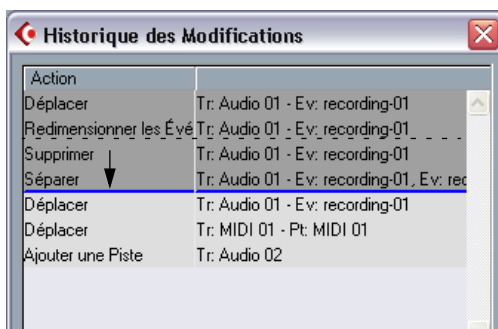 Historique des Modifications
Action
Déplacer Tr: Audio 01 - Ev: recording-01
Redimensionner les Évé Tr: Audio 01 - Ev: recording-01
Supprimer Tr: Audio 01 - Ev: recording-01
Séparer Tr: Audio 01 - Ev: recording-01, Ev: rec
Déplacer Tr: Audio 01 - Ev: recording-01
Déplacer Tr: MIDI 01 - Pt: MIDI 01
Ajouter une Piste Tr: Audio 02